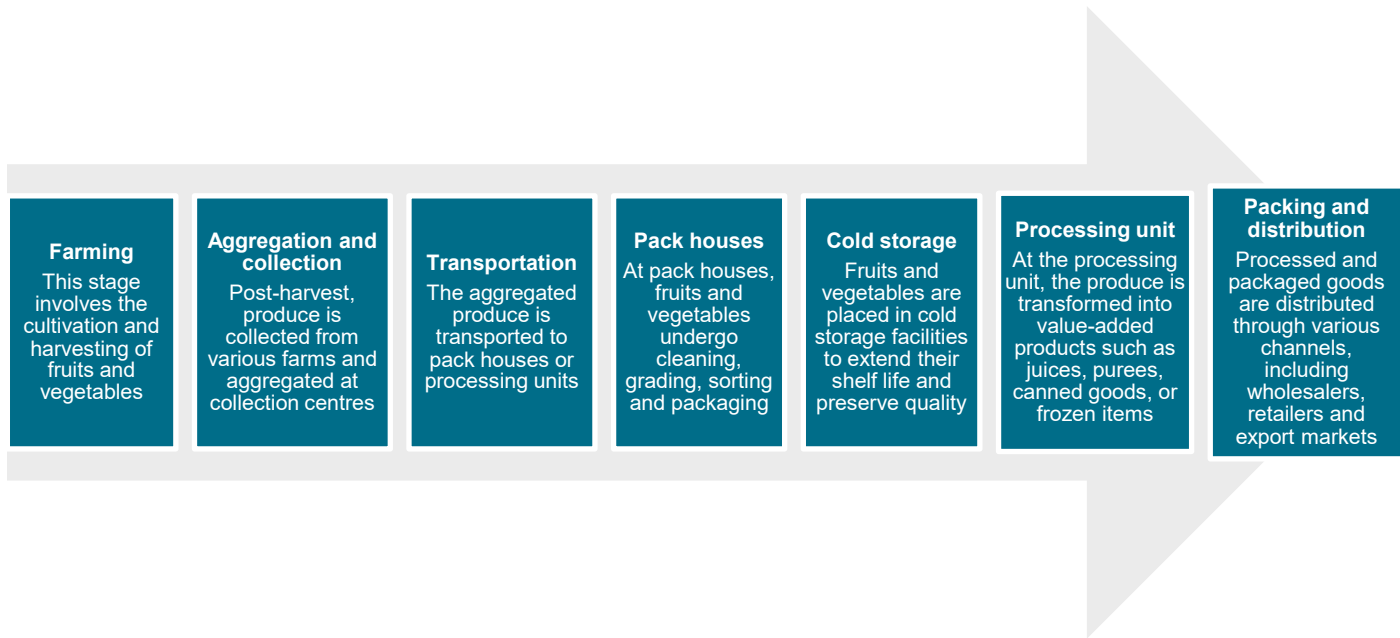 Farming
This stage
involves the
cultivation and
harvesting of
fruits and
vegetables
Aggregation and
collection
Post-harvest,
produce is
collected from
various farms and
aggregated at
collection centres
Transportation
The aggregated
produce is
transported to
pack houses or
processing units
Pack houses
At pack houses,
fruits and
vegetables
undergo
cleaning,
grading, sorting
and packaging
Cold storage
Fruits and
vegetables are
placed in cold
storage facilities
to extend their
shelf life and
preserve quality
Processing unit
At the processing
unit, the produce is
transformed into
value-added
products such as
juices, purees,
canned goods, or
frozen items
Packing and
distribution
Processed and
packaged goods
are distributed
through various
channels,
including
wholesalers,
retailers and
export markets